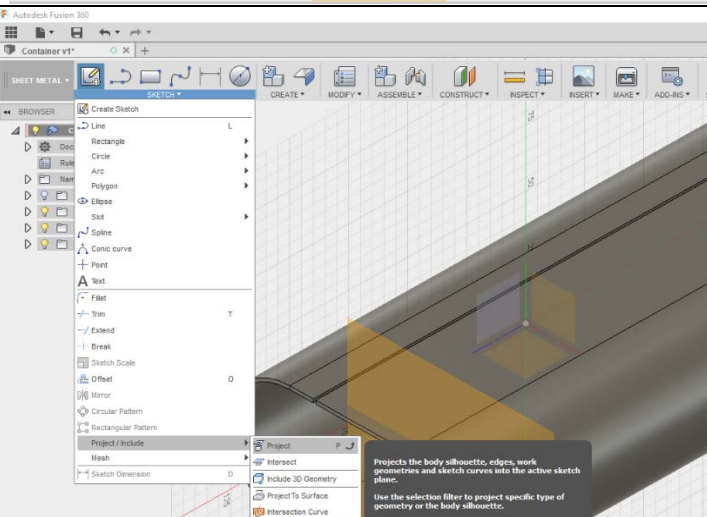 Autodesk Fusion 360
Container v1*
SHEET METAL
SKETCH
CREATE
MODIFY
ASSEMBLE
CONSTRUCT
INSPECT
INSERT
MAKE
ADD-INS
BROWSER
Create Sketch
Line L
Rectangle
Circle
Arc
Polygon
Ellipse
Slot
Spline
Conic curve
Point
Text
Fillet
Trim T
Extend
Break
Sketch Scale
Offset O
Mirror
Circular Pattern
Rectangular Pattern
Project / Include
Mesh
Sketch Dimension D
Doc
Rule
Nam
Project P
Intersect
Include 3D Geometry
Project To Surface
Intersection Curve
Projects the body silhouette, edges, work
geometries and sketch curves into the active sketch
plane.
Use the selection filter to project specific type of
geometry or the body silhouette.